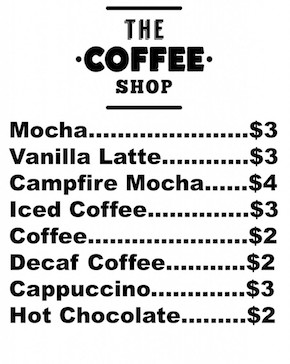 THE
·COFFEE·
SHOP
Mocha.......................$3
Vanilla Latte.............$3
Campfire Mocha......$4
Iced Coffee...............$3
Coffee.......................$2
Decaf Coffee..........$2
Cappuccino............$3
Hot Chocolate.........$2